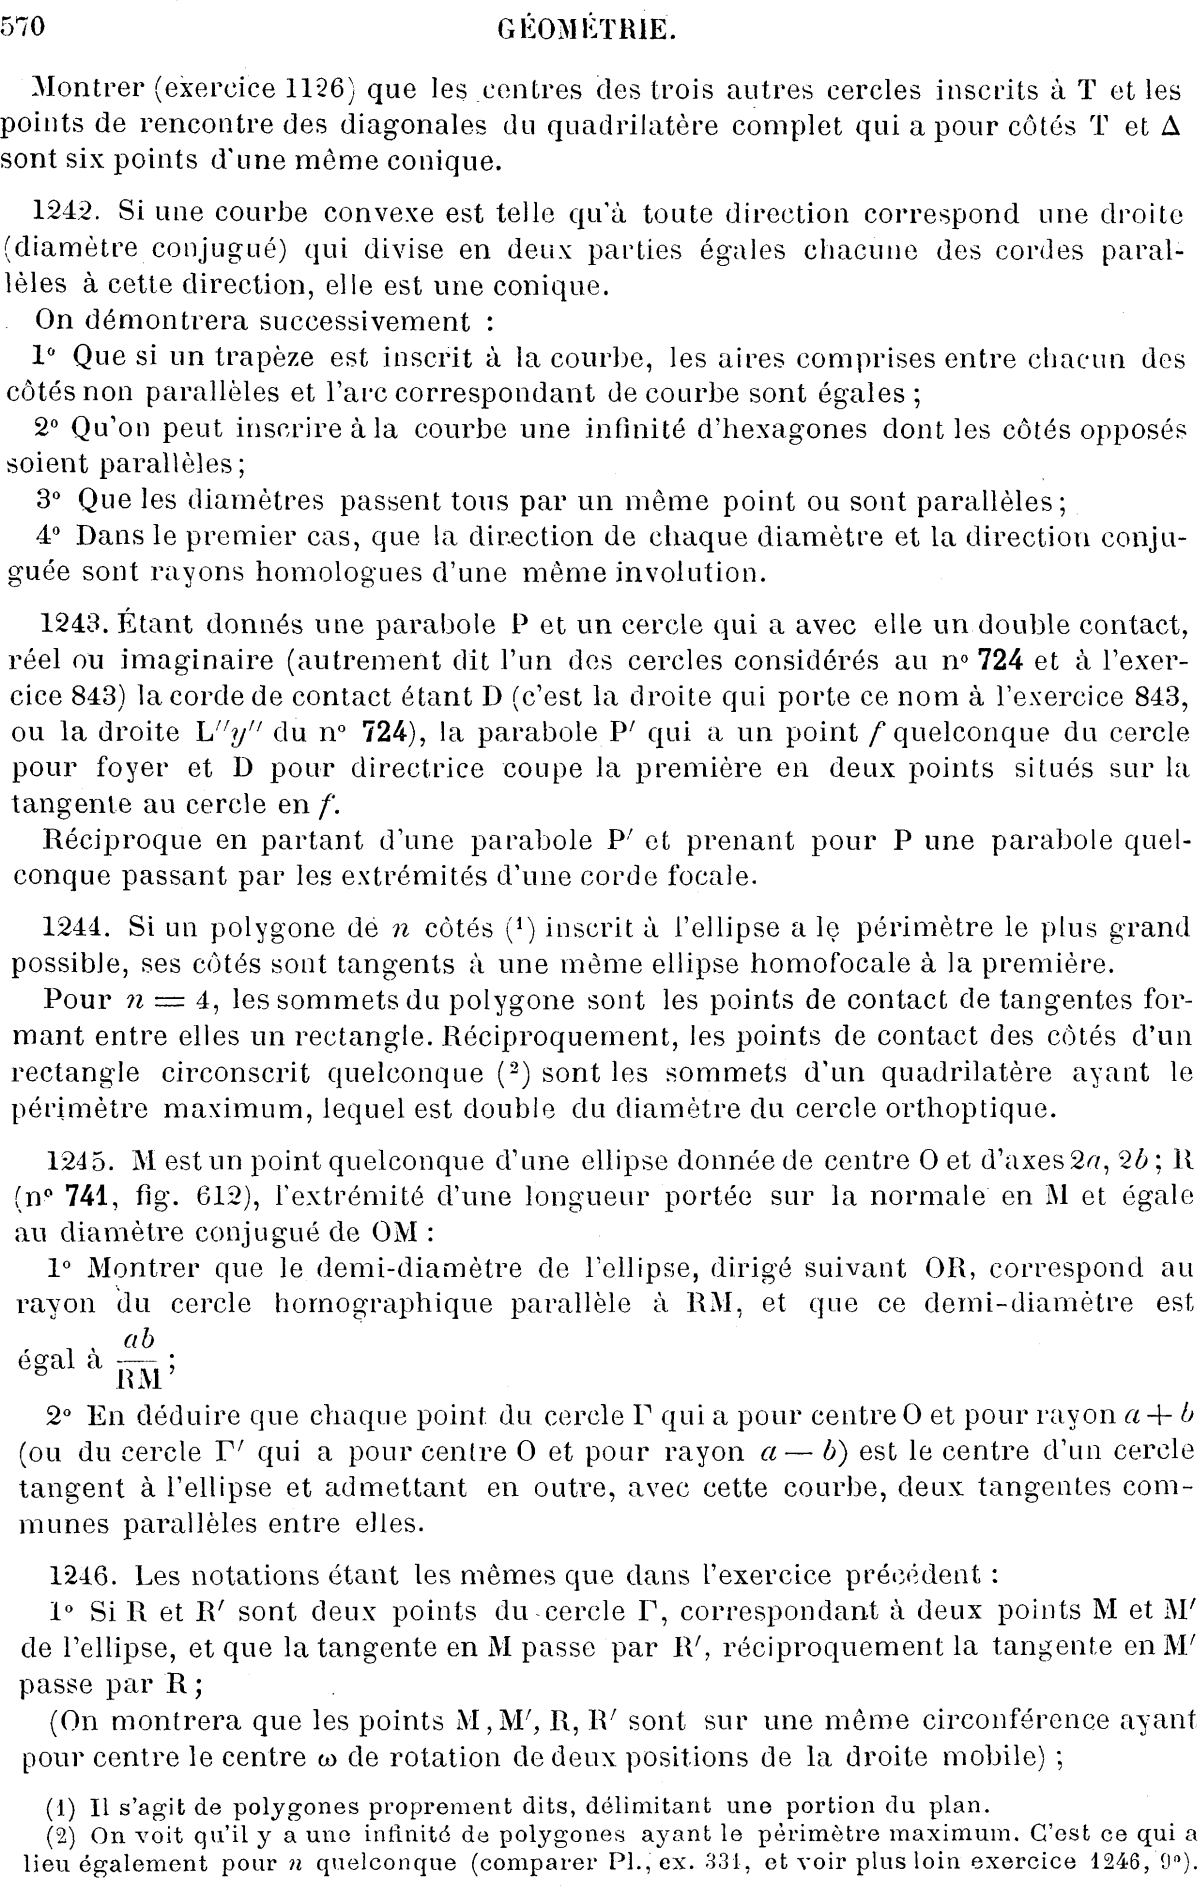 570 GÉOMÉTRIE.
Montrer (exercice 1126) que les centres des trois autres cercles inscrits à T et les
points de rencontre des diagonales du quadrilatère complet qui a pour côtés T et Δ
sont six points d'une même conique.
1242. Si une courbe convexe est telle qu'à toute direction correspond une droite
(diamètre conjugué) qui divise en deux parties égales chacune des cordes paral-
lèles à cette direction, elle est une conique.
On démontrera successivement :
1º Que si un trapèze est inscrit à la courbe, les aires comprises entre chacun des
côtés non parallèles et l'arc correspondant de courbe sont égales ;
2º Qu'on peut inscrire à la courbe une infinité d'hexagones dont les côtés opposés
soient parallèles ;
3º Que les diamètres passent tous par un même point ou sont parallèles ;
4º Dans le premier cas, que la direction de chaque diamètre et la direction conju-
guée sont rayons homologues d'une même involution.
1243. Étant donnés une parabole P et un cercle qui a avec elle un double contact,
réel ou imaginaire (autrement dit l'un des cercles considérés au nº 724 et à l'exer-
cice 843) la corde de contact étant D (c'est la droite qui porte ce nom à l'exercice 843,
ou la droite L''y'' du nº 724), la parabole P' qui a un point f quelconque du cercle
pour foyer et D pour directrice coupe la première en deux points situés sur la
tangente au cercle en f.
Réciproque en partant d'une parabole P' et prenant pour P une parabole quel-
conque passant par les extrémités d'une corde focale.
1244. Si un polygone de n côtés (1) inscrit à l'ellipse a le périmètre le plus grand
possible, ses côtés sont tangents à une même ellipse homofocale à la première.
Pour n = 4, les sommets du polygone sont les points de contact de tangentes for-
mant entre elles un rectangle. Réciproquement, les points de contact des côtés d'un
rectangle circonscrit quelconque (2) sont les sommets d'un quadrilatère ayant le
périmètre maximum, lequel est double du diamètre du cercle orthoptique.
1245. M est un point quelconque d'une ellipse donnée de centre O et d'axes 2a, 2b ; R
(nº 741, fig. 612), l'extrémité d'une longueur portée sur la normale en M et égale
au diamètre conjugué de OM :
1º Montrer que le demi-diamètre de l'ellipse, dirigé suivant OR, correspond au
rayon du cercle homographique parallèle à RM, et que ce demi-diamètre est
égal à ab/RM ;
2º En déduire que chaque point du cercle Γ qui a pour centre O et pour rayon a + b
(ou du cercle Γ' qui a pour centre O et pour rayon a — b) est le centre d'un cercle
tangent à l'ellipse et admettant en outre, avec cette courbe, deux tangentes com-
munes parallèles entre elles.
1246. Les notations étant les mêmes que dans l'exercice précédent :
1º Si R et R' sont deux points du cercle Γ, correspondant à deux points M et M'
de l'ellipse, et que la tangente en M passe par R', réciproquement la tangente en M'
passe par R ;
(On montrera que les points M, M', R, R' sont sur une même circonférence ayant
pour centre le centre ω de rotation de deux positions de la droite mobile) ;
(1) Il s'agit de polygones proprement dits, délimitant une portion du plan.
(2) On voit qu'il y a une infinité de polygones ayant le périmètre maximum. C'est ce qui a
lieu également pour n quelconque (comparer Pl., ex. 331, et voir plus loin exercice 1246, 9º).